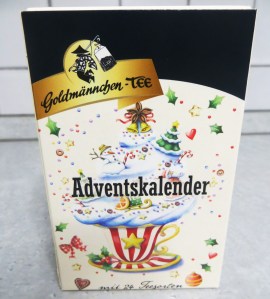 Goldmännchen-TEE
Adventskalender
mit 24 Teesorten